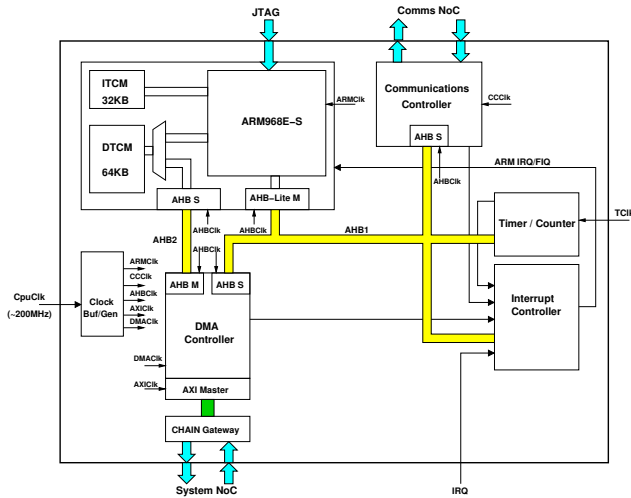 JTAG
Comms NoC
ITCM
32KB
ARM968E-S
ARMClk
Communications
Controller
CCClk
DTCM
64KB
AHB S
AHBClk
ARM IRQ/FIQ
AHB S
AHB-Lite M
AHBClk
AHBClk
AHBClk
AHB2
AHB1
Timer / Counter
TClk
CpuClk
(~200MHz)
Clock
Buf/Gen
ARMClk
CCClk
AHBClk
AXIClk
DMAClk
AHB M
AHB S
DMA
Controller
Interrupt
Controller
DMAClk
AXIClk
AXI Master
CHAIN Gateway
System NoC
IRQ